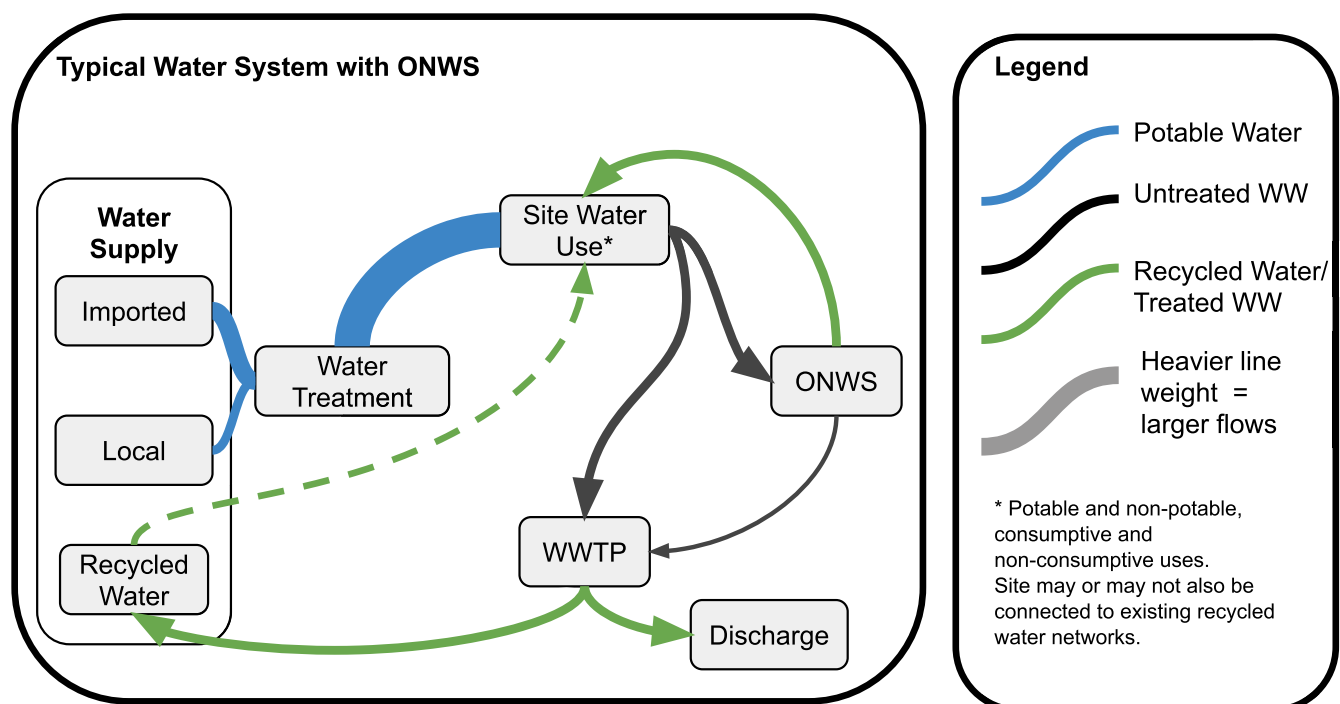 Typical Water System with ONWS
Water
Supply
Imported
Local
Recycled
Water
Water
Treatment
Site Water
Use*
ONWS
WWTP
Discharge
Legend
Potable Water
Untreated WW
Recycled Water/
Treated WW
Heavier line
weight =
larger flows
* Potable and non-potable,
consumptive and
non-consumptive uses.
Site may or may not also be
connected to existing recycled
water networks.